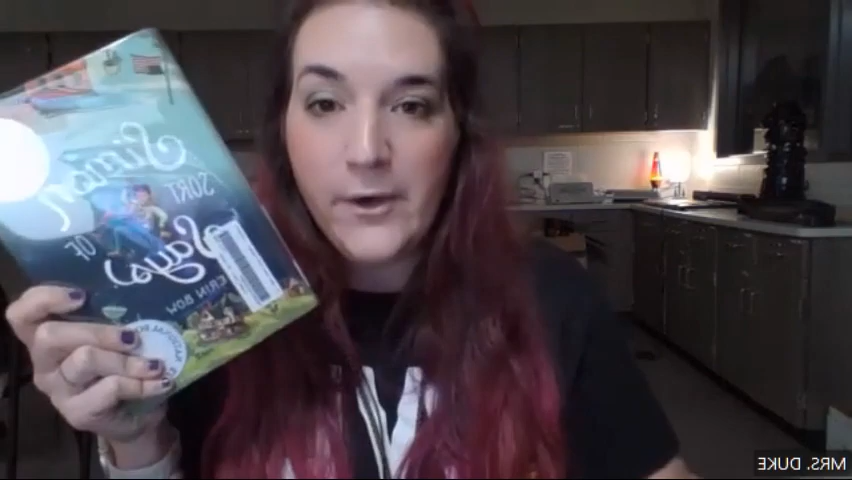 Simon
SORT
OF
Says
ERIN BOW
MRS. DUKE